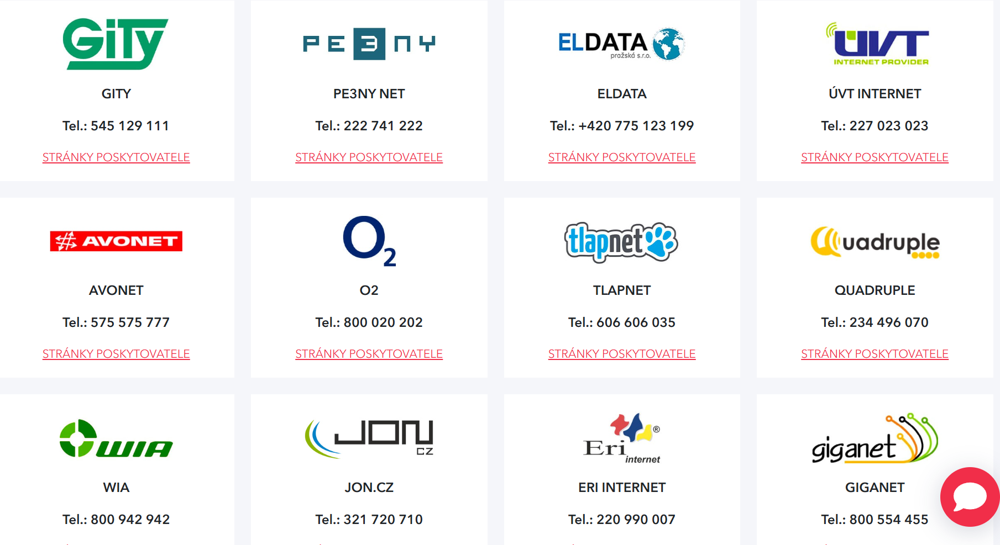 GiTy
PE3NY
ELDATA
pražská s.r.o.
ÚVT
INTERNET PROVIDER
GITY
PE3NY NET
ELDATA
ÚVT INTERNET
Tel.: 545 129 111
Tel.: 222 741 222
Tel.: +420 775 123 199
Tel.: 227 023 023
STRÁNKY POSKYTOVATELE
STRÁNKY POSKYTOVATELE
STRÁNKY POSKYTOVATELE
STRÁNKY POSKYTOVATELE
AVONET
O2
tlapnet
Quadruple
AVONET
O2
TLAPNET
QUADRUPLE
Tel.: 575 575 777
Tel.: 800 020 202
Tel.: 606 606 035
Tel.: 234 496 070
STRÁNKY POSKYTOVATELE
STRÁNKY POSKYTOVATELE
STRÁNKY POSKYTOVATELE
STRÁNKY POSKYTOVATELE
WIA
JON
CZ
Eri ®
internet
giganet
WIA
JON.CZ
ERI INTERNET
GIGANET
Tel.: 800 942 942
Tel.: 321 720 710
Tel.: 220 990 007
Tel.: 800 554 455